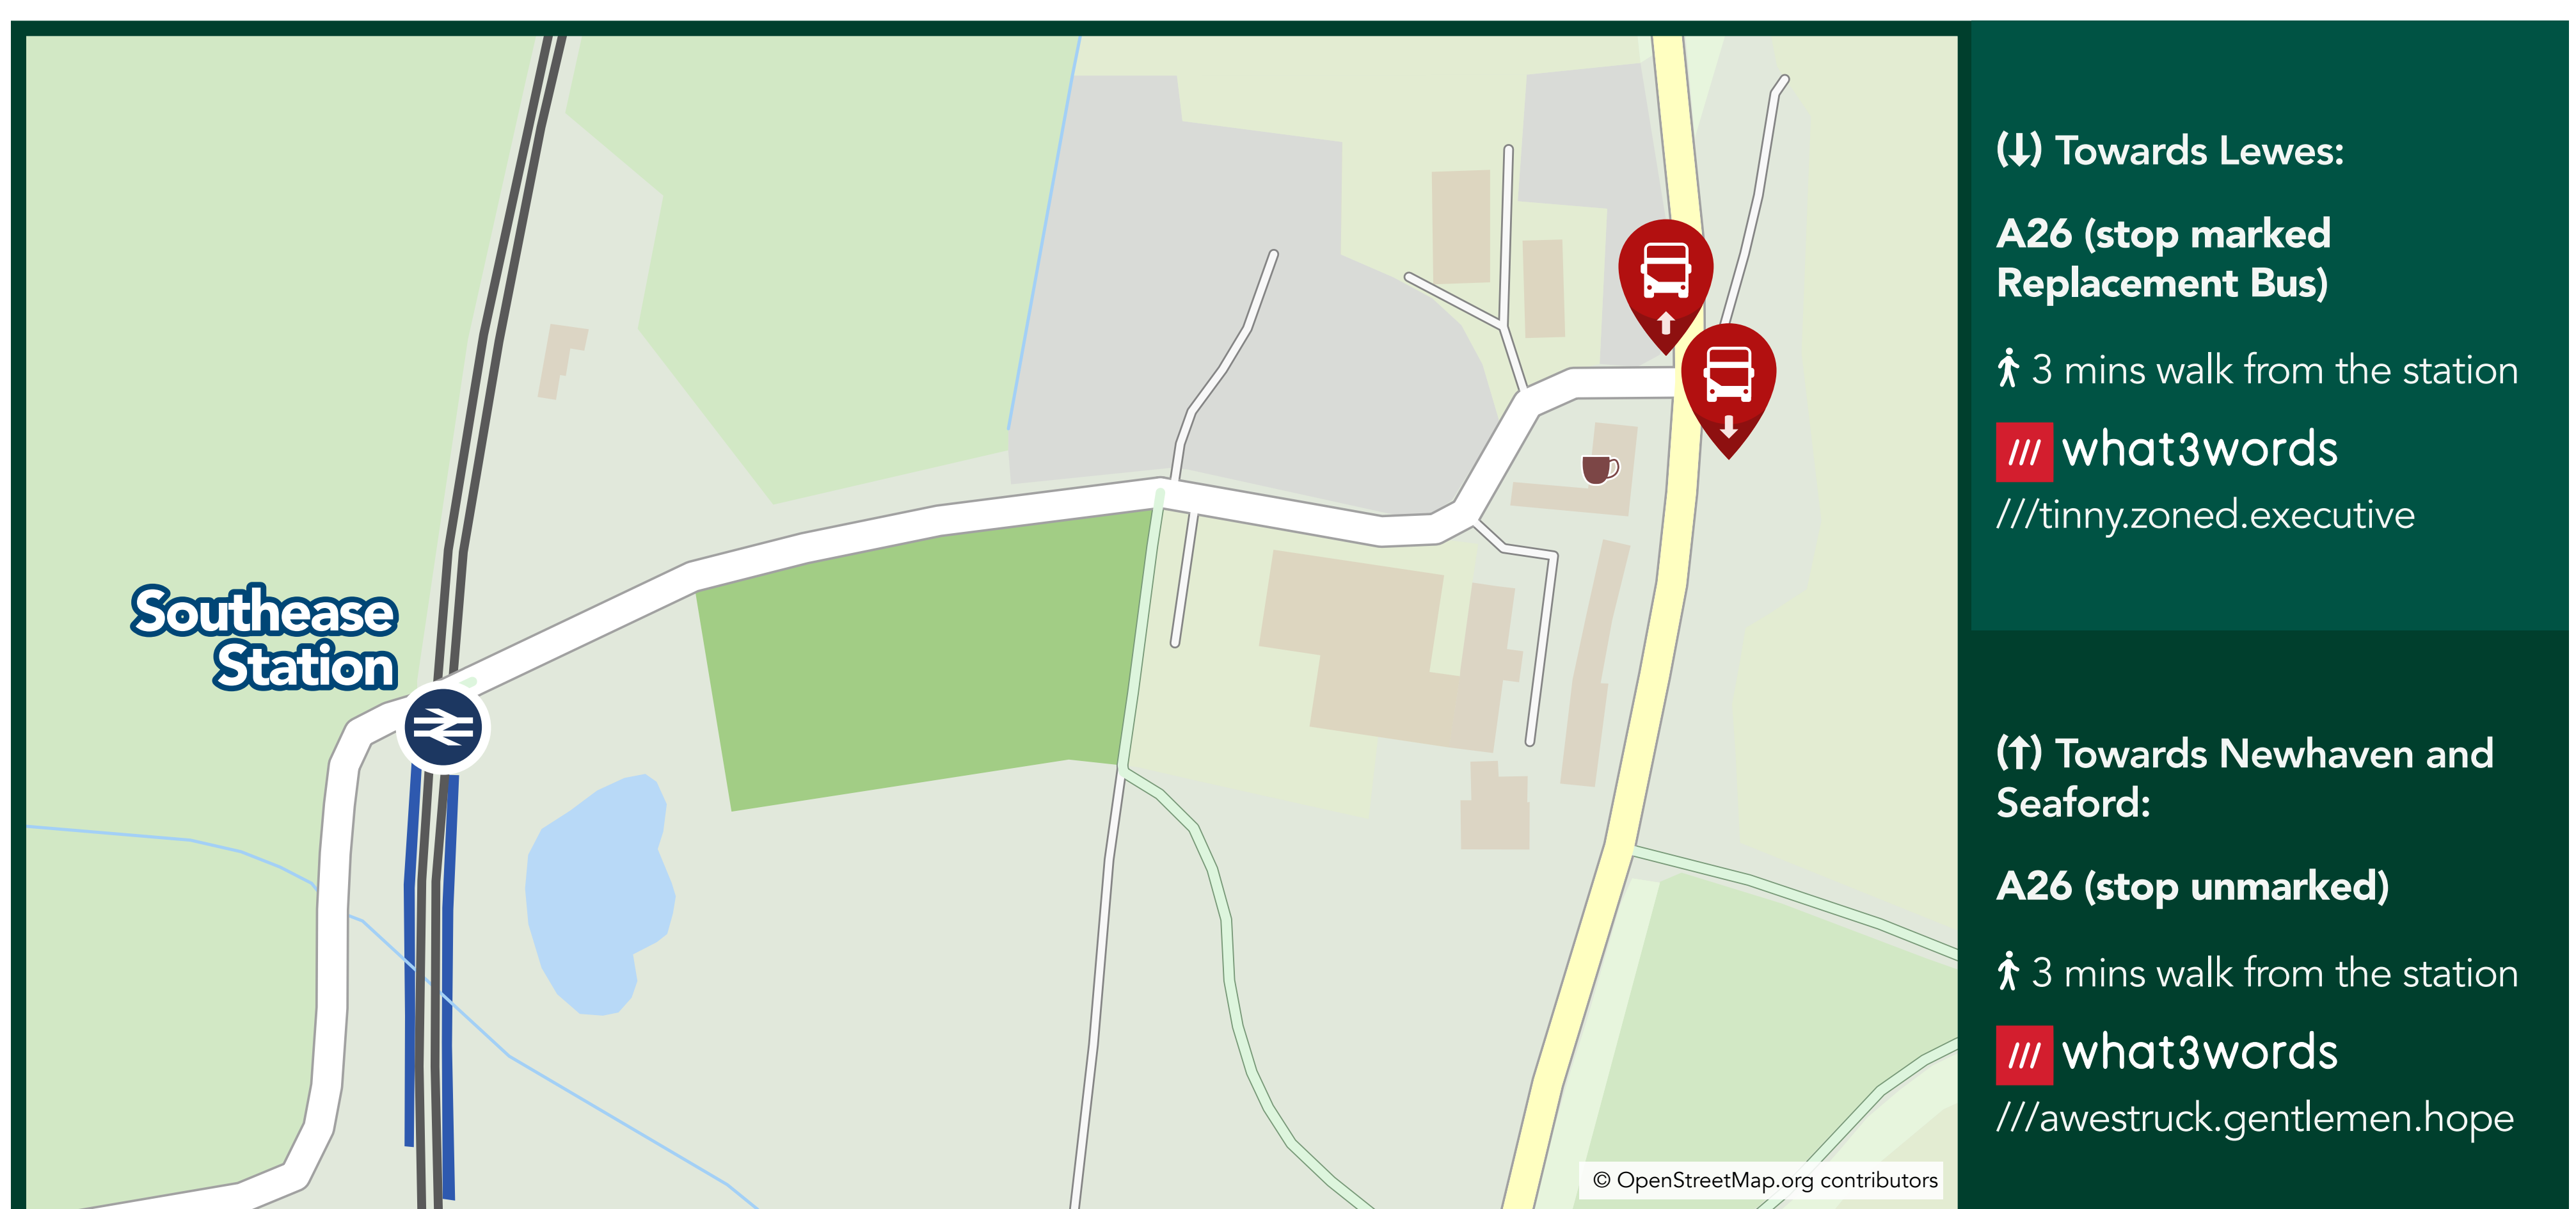 Southease
Station
© OpenStreetMap.org contributors
(↓) Towards Lewes:
A26 (stop marked
Replacement Bus)
3 mins walk from the station
/// what3words
///tinny.zoned.executive
(↑) Towards Newhaven and
Seaford:
A26 (stop unmarked)
3 mins walk from the station
/// what3words
///awestruck.gentlemen.hope